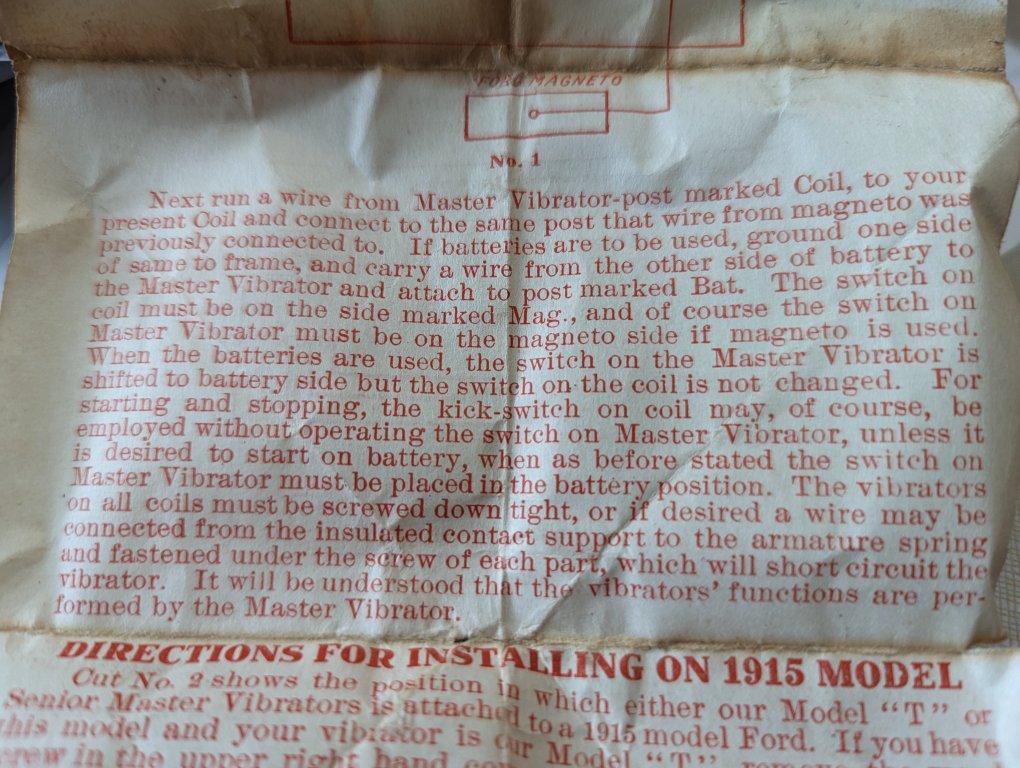 FORD MAGNETO
No. 1
Next run a wire from Master Vibrator-post marked Coil, to your
present Coil and connect to the same post that wire from magneto was
previously connected to. If batteries are to be used, ground one side
of same to frame, and carry a wire from the other side of battery to
the Master Vibrator and attach to post marked Bat. The switch on
coil must be on the side marked Mag., and of course the switch on
Master Vibrator must be on the magneto side if magneto is used.
When the batteries are used, the switch on the Master Vibrator is
shifted to battery side but the switch on the coil is not changed. For
starting and stopping, the kick-switch on coil may, of course, be
employed without operating the switch on Master Vibrator, unless it
is desired to start on battery, when as before stated the switch on
Master Vibrator must be placed in the battery position. The vibrators
on all coils must be screwed down tight, or if desired a wire may be
connected from the insulated contact support to the armature spring
and fastened under the screw of each part, which will short circuit the
vibrator. It will be understood that the vibrators' functions are per-
formed by the Master Vibrator.
DIRECTIONS FOR INSTALLING ON 1915 MODEL
Cut No. 2 shows the position in which either our Model "T" or
Senior Master Vibrators is attached to a 1915 model Ford. If you have
this model and your vibrator is our Model "T", remove the
screw in the upper right hand